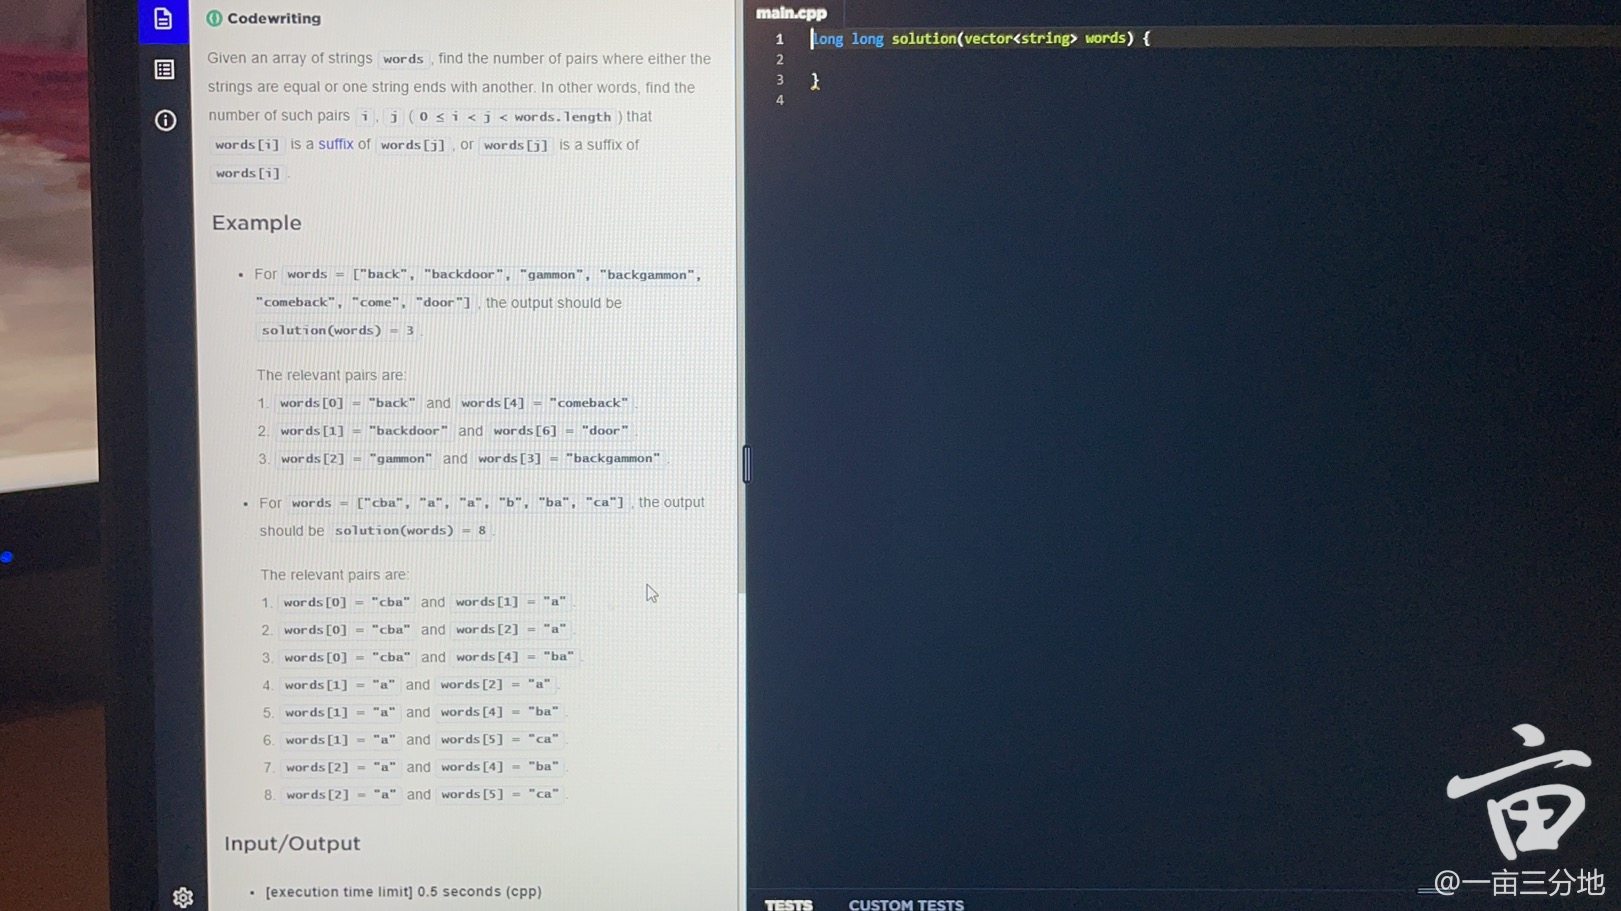 Codewriting
Given an array of strings words , find the number of pairs where either the
strings are equal or one string ends with another. In other words, find the
number of such pairs i , j ( 0 ≤ i < j < words.length ) that
words[i] is a suffix of words[j] , or words[j] is a suffix of
words[i] .
Example
• For words = ["back", "backdoor", "gammon", "backgammon",
"comeback", "come", "door"] , the output should be
solution(words) = 3 .
The relevant pairs are:
1. words[0] = "back" and words[4] = "comeback" .
2. words[1] = "backdoor" and words[6] = "door" .
3. words[2] = "gammon" and words[3] = "backgammon" .
• For words = ["cba", "a", "a", "b", "ba", "ca"] , the output
should be solution(words) = 8 .
The relevant pairs are:
1. words[0] = "cba" and words[1] = "a" .
2. words[0] = "cba" and words[2] = "a" .
3. words[0] = "cba" and words[4] = "ba" .
4. words[1] = "a" and words[2] = "a" .
5. words[1] = "a" and words[4] = "ba" .
6. words[1] = "a" and words[5] = "ca" .
7. words[2] = "a" and words[4] = "ba" .
8. words[2] = "a" and words[5] = "ca" .
Input/Output
• [execution time limit] 0.5 seconds (cpp)
main.cpp
1 long long solution(vector<string> words) {
2
3 }
4
TESTS CUSTOM TESTS
亩
@一亩三分地